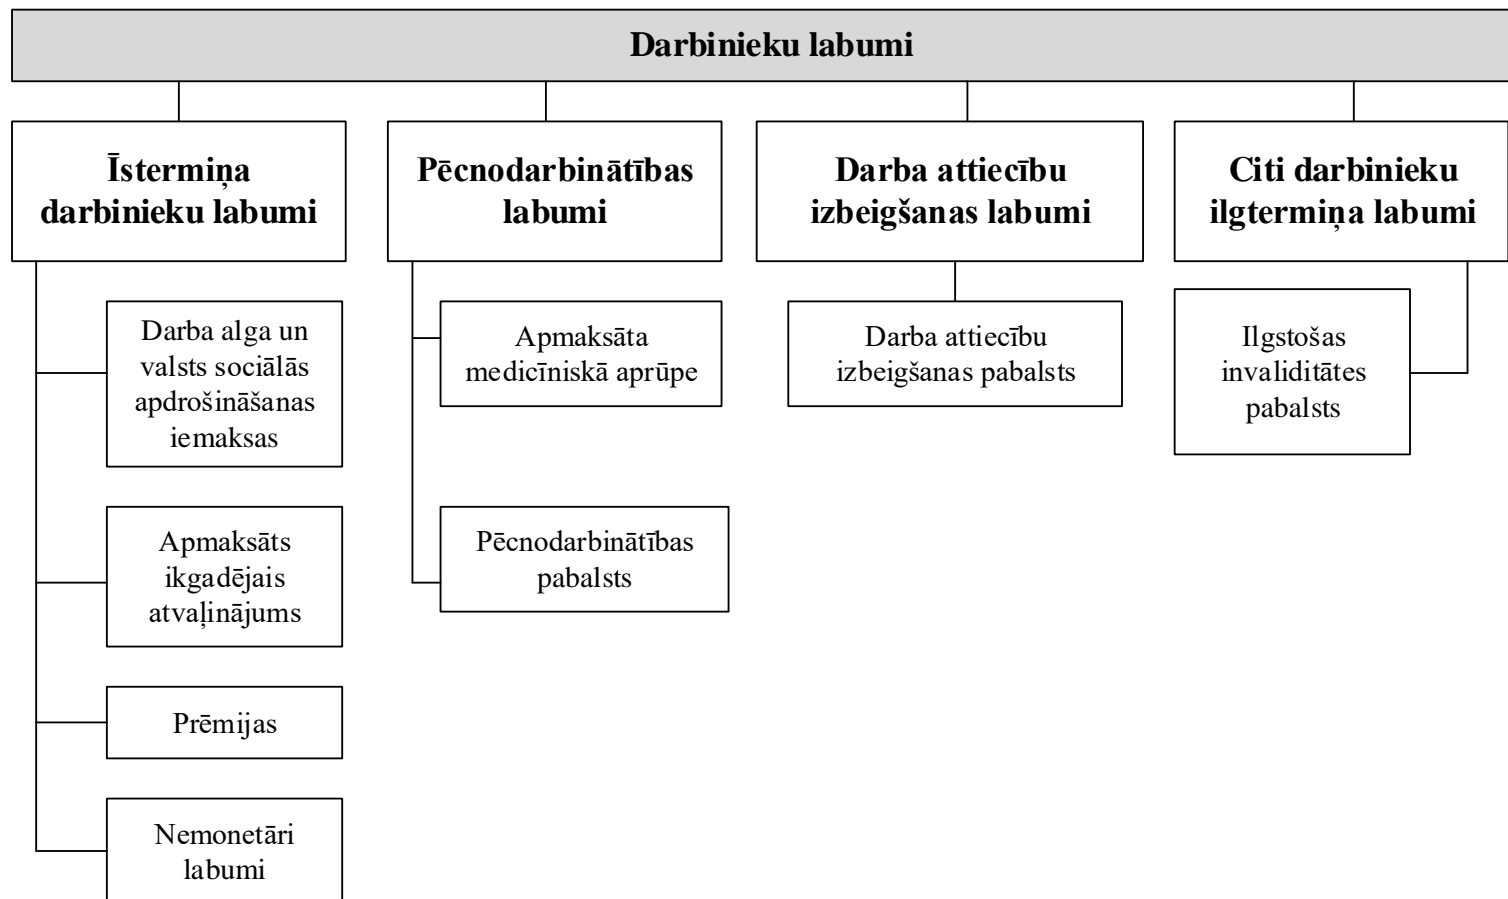 Darbinieku labumi
Īstermiņa
darbinieku labumi
Pēcnodarbinātības
labumi
Darba attiecību
izbeigšanas labumi
Citi darbinieku
ilgtermiņa labumi
Darba alga un
valsts sociālās
apdrošināšanas
iemaksas
Apmaksāts
ikgadējais
atvaļinājums
Prēmijas
Nemonetāri
labumi
Apmaksāta
medicīniskā aprūpe
Pēcnodarbinātības
pabalsts
Darba attiecību
izbeigšanas pabalsts
Ilgstošas
invaliditātes
pabalsts